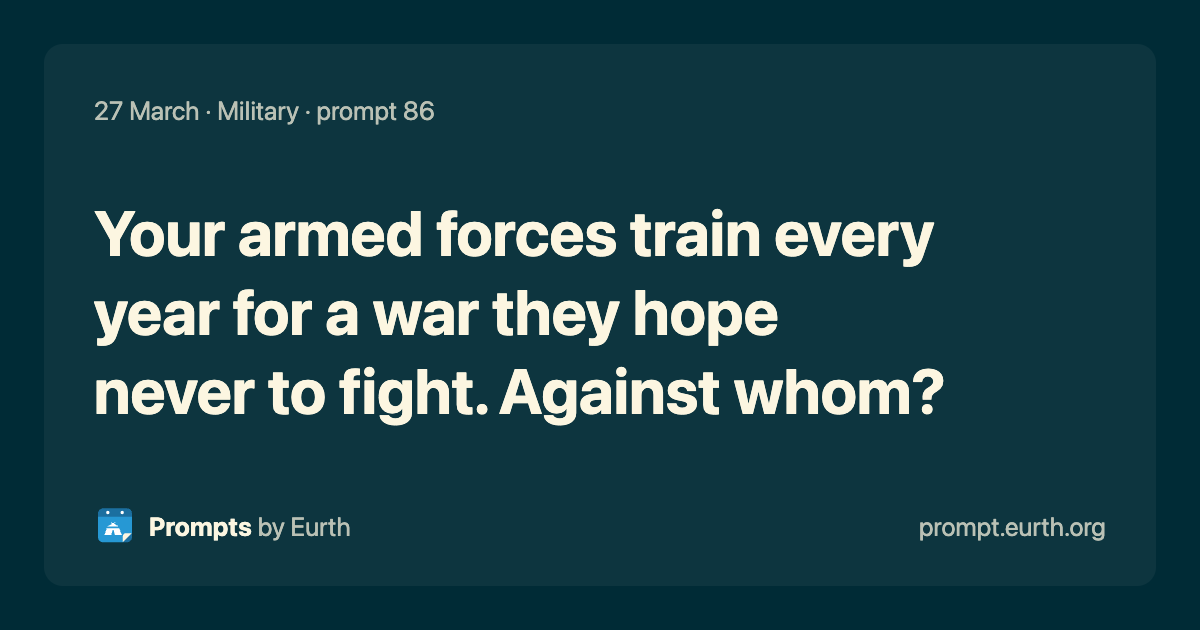 27 March · Military · prompt 86
Your armed forces train every
year for a war they hope
never to fight. Against whom?
Prompts by Eurth
prompt.eurth.org